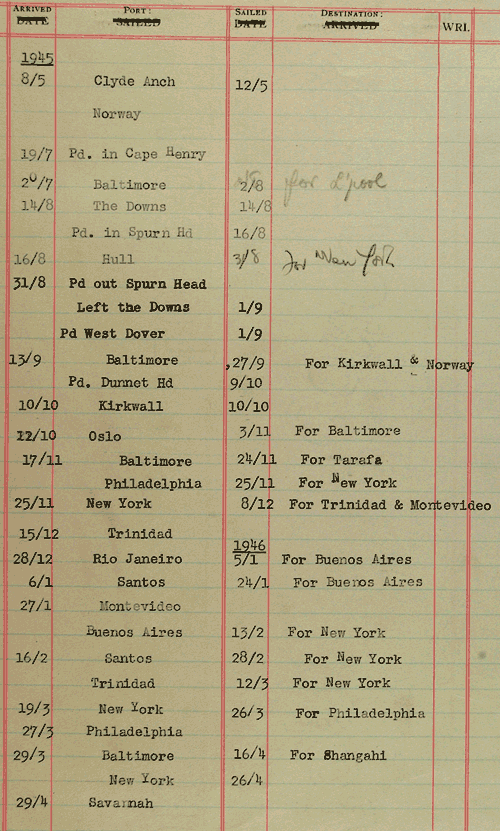 ARRIVED PORT: SAILED DESTINATION:
DATE SAILED DATE ARRIVED WRI.
1945
8/5 Clyde Anch 12/5
Norway
19/7 Pd. in Cape Henry
20/7 Baltimore 2/8 for L'pool
14/8 The Downs 14/8
Pd. in Spurn Hd 16/8
16/8 Hull 31/8 for New York
31/8 Pd out Spurn Head
Left the Downs 1/9
Pd West Dover 1/9
13/9 Baltimore ,27/9 For Kirkwall & Norway
Pd. Dunnet Hd 9/10
10/10 Kirkwall 10/10
12/10 Oslo 3/11 For Baltimore
17/11 Baltimore 24/11 For Tarafa
Philadelphia 25/11 For New York
25/11 New York 8/12 For Trinidad & Montevideo
15/12 Trinidad
1946
28/12 Rio Janeiro 5/1 For Buenos Aires
6/1 Santos 24/1 For Buenos Aires
27/1 Montevideo
Buenos Aires 13/2 For New York
16/2 Santos 28/2 For New York
Trinidad 12/3 For New York
19/3 New York 26/3 For Philadelphia
27/3 Philadelphia
29/3 Baltimore 16/4 For Shangahi
New York 26/4
29/4 Savarnah